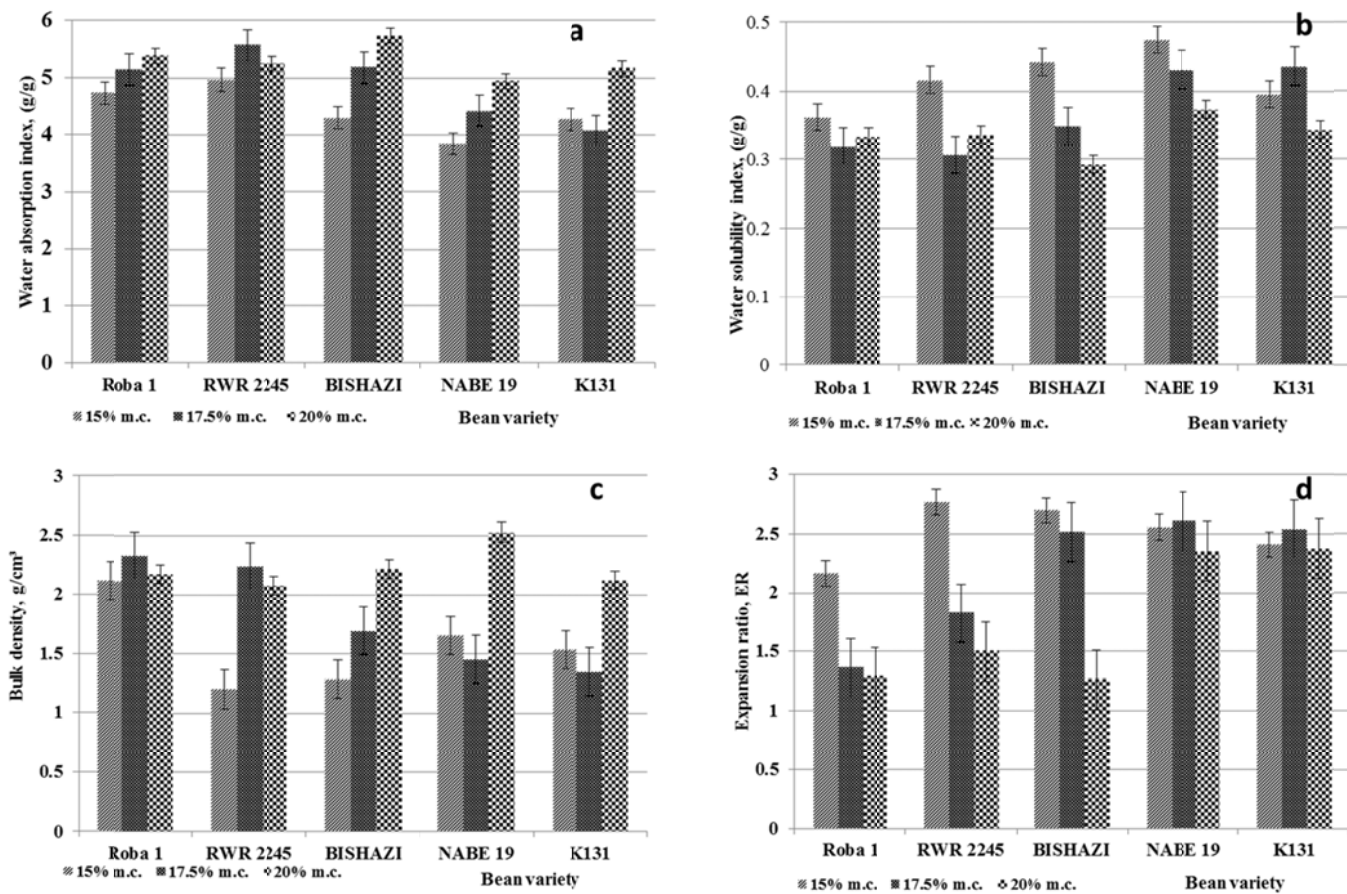 a
Water absorption index, (g/g)
6
5
4
3
2
1
0
Roba 1 RWR 2245 BISHAZI NABE 19 K131
15% m.c. 17.5% m.c. 20% m.c. Bean variety
b
Water solubility index, (g/g)
0.5
0.4
0.3
0.2
0.1
0
Roba 1 RWR 2245 BISHAZI NABE 19 K131
15% m.c. 17.5% m.c. 20% m.c. Bean variety
c
Bulk density, g/cm³
3
2.5
2
1.5
1
0.5
0
Roba 1 RWR 2245 BISHAZI NABE 19 K131
15% m.c. 17.5% m.c. 20% m.c. Bean variety
d
Expansion ratio, ER
3
2.5
2
1.5
1
0.5
0
Roba 1 RWR 2245 BISHAZI NABE 19 K131
15% m.c. 17.5% m.c. 20% m.c. Bean variety